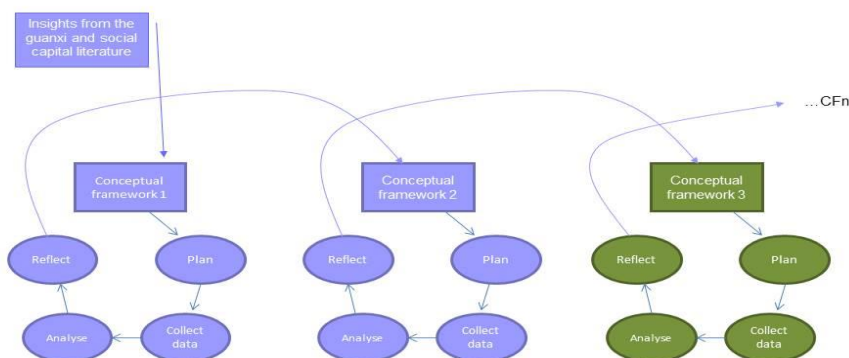 Insights from the
guanxi and social
capital literature
...CFn
Conceptual
framework 1
Conceptual
framework 2
Conceptual
framework 3
Reflect
Plan
Reflect
Plan
Reflect
Plan
Analyse
Collect
data
Analyse
Collect
data
Analyse
Collect
data